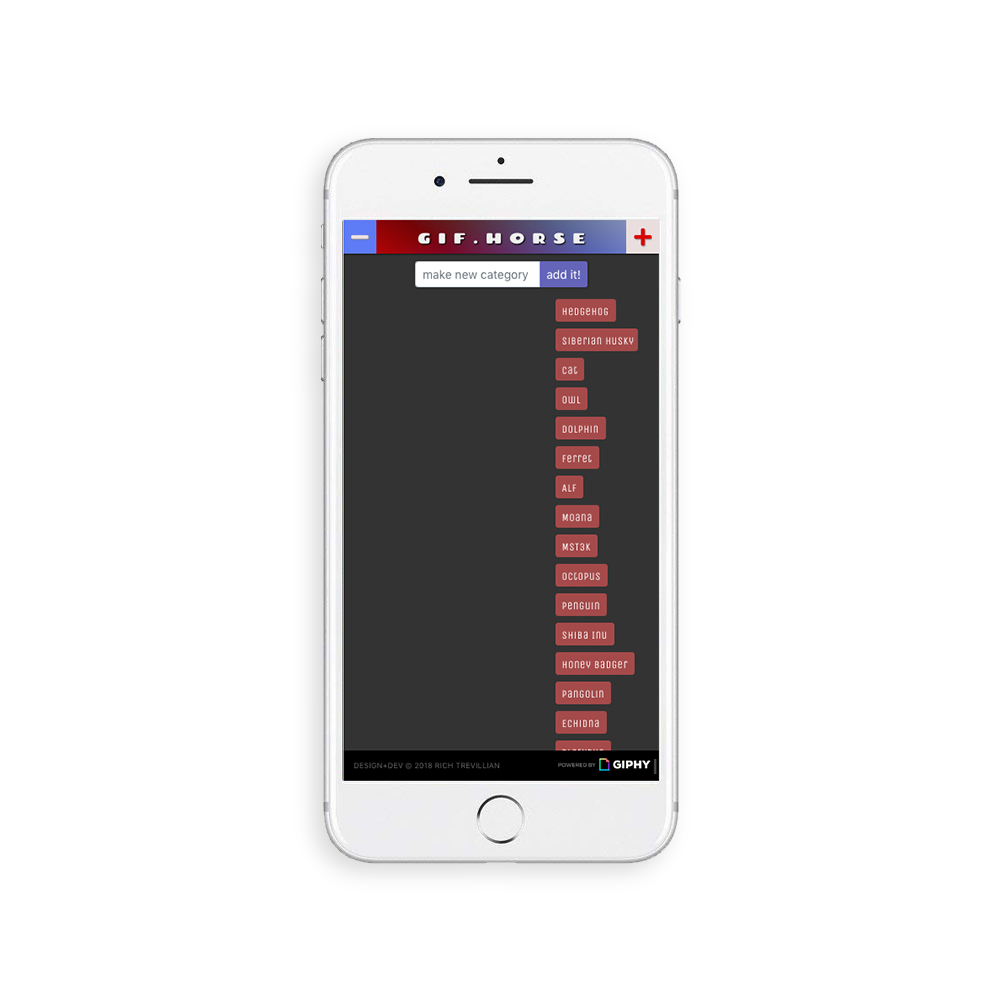 GIF.HORSE
make new category add it!
Hedgehog
Siberian Husky
Cat
Owl
Dolphin
Ferret
ALF
Moana
MST3K
Octopus
Penguin
Shiba Inu
Honey Badger
Pangolin
Echidna
DESIGN+DEV © 2018 RICH TREVILLIAN POWERED BY GIPHY